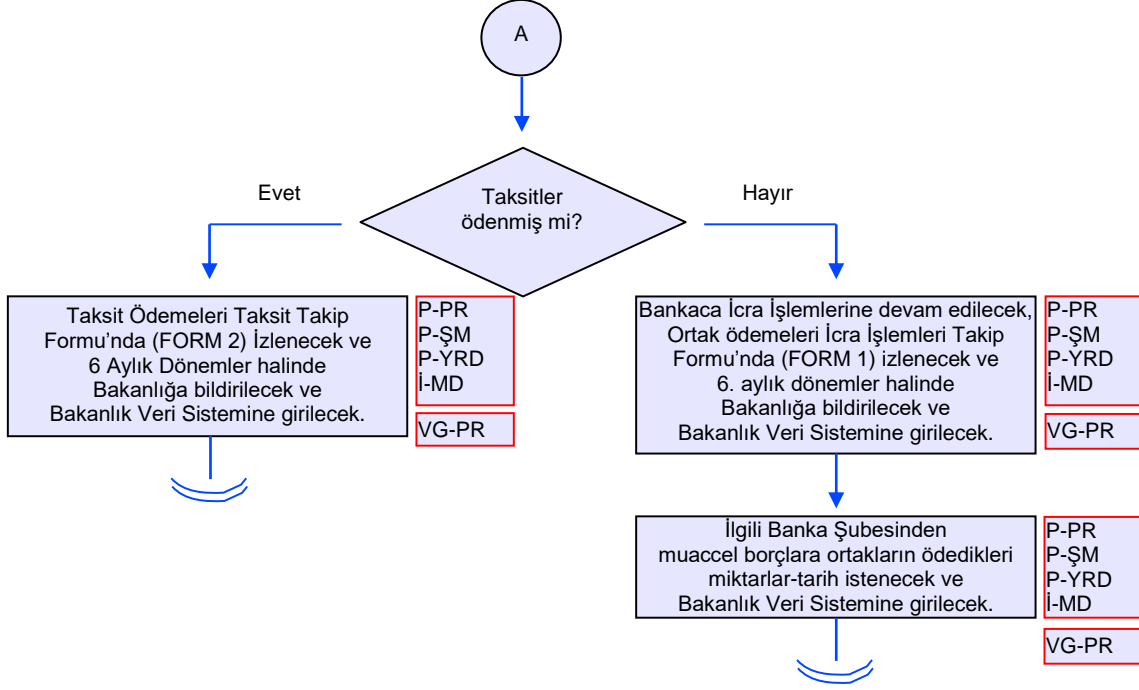 A
Taksitler
ödenmiş mi?
Evet
Hayır
Taksit Ödemeleri Taksit Takip
Formu’nda (FORM 2) İzlenecek ve
6 Aylık Dönemler halinde
Bakanlığa bildirilecek ve
Bakanlık Veri Sistemine girilecek.
P-PR
P-ŞM
P-YRD
İ-MD
VG-PR
Bankaca İcra İşlemlerine devam edilecek,
Ortak ödemeleri İcra İşlemleri Takip
Formu’nda (FORM 1) izlenecek ve
6. aylık dönemler halinde
Bakanlığa bildirilecek ve
Bakanlık Veri Sistemine girilecek.
P-PR
P-ŞM
P-YRD
İ-MD
VG-PR
İlgili Banka Şubesinden
muaccel borçlara ortakların ödedikleri
miktarlar-tarih istenecek ve
Bakanlık Veri Sistemine girilecek.
P-PR
P-ŞM
P-YRD
İ-MD
VG-PR